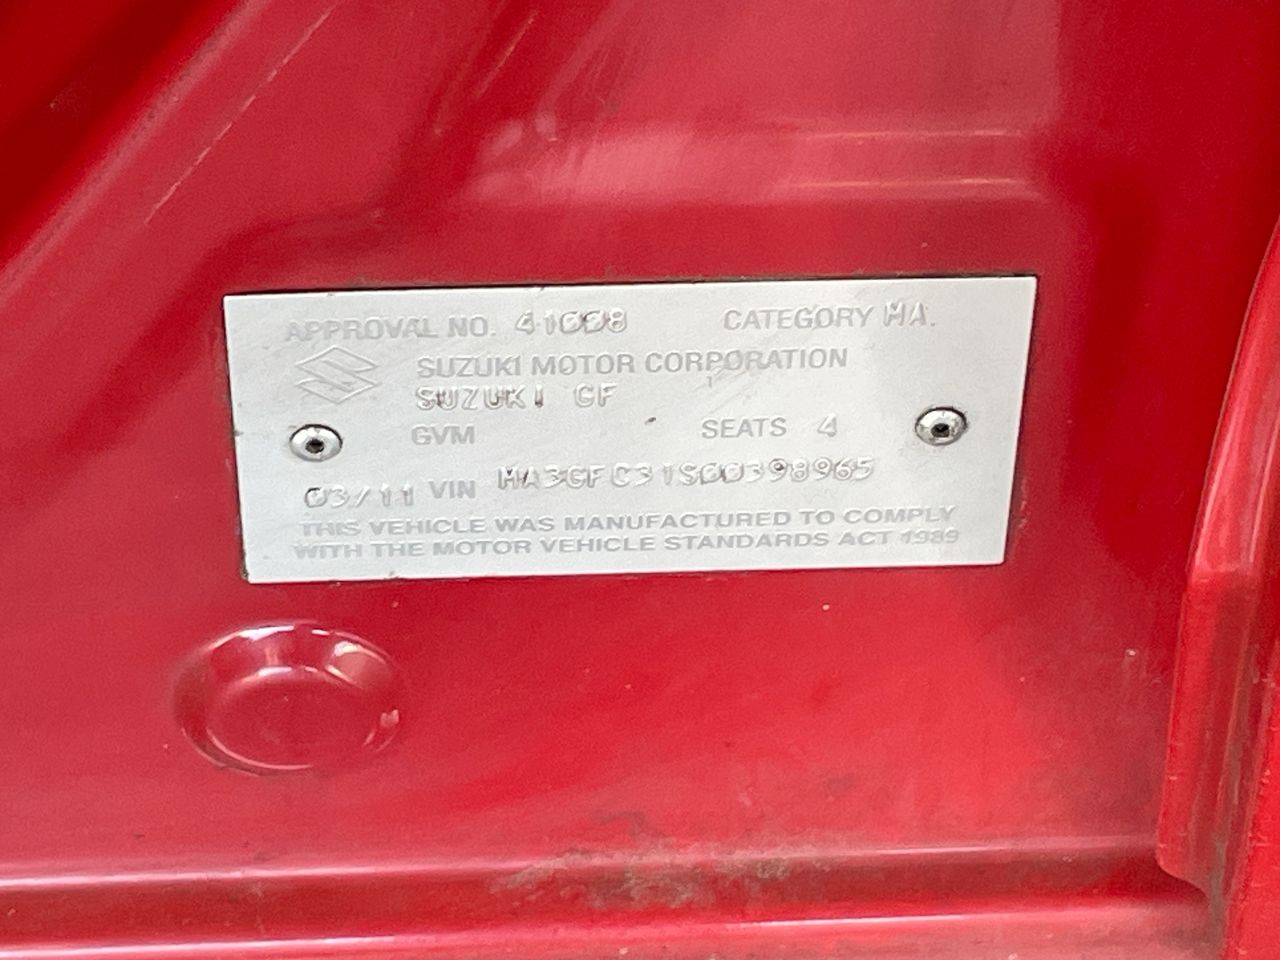 APPROVAL NO. 41008 CATEGORY MA.
SUZUKI MOTOR CORPORATION
SUZUKI GF
GVM SEATS 4
03/11 VIN MA3GFC31S00398965
THIS VEHICLE WAS MANUFACTURED TO COMPLY
WITH THE MOTOR VEHICLE STANDARDS ACT 1989